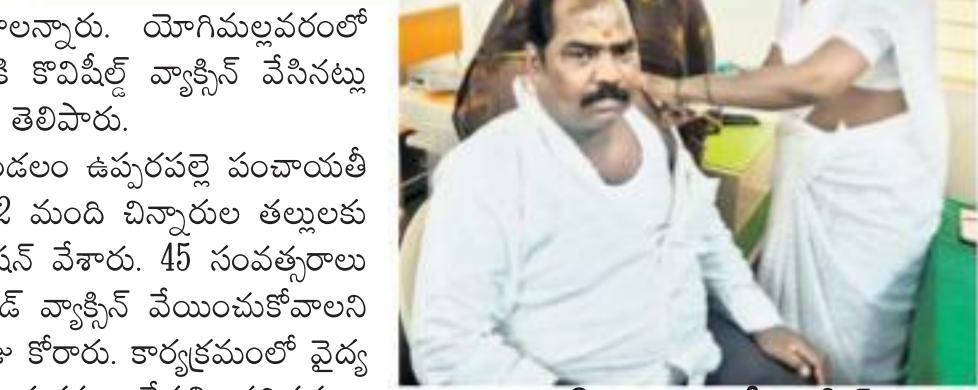 ాలన్నారు. యోగిమల్లవరంలో
కి కొవిషీల్డ్ వ్యాక్సిన్ వేసినట్లు
తెలిపారు.
ండలం ఉప్పరపల్లె పంచాయతీ
2 మంది చిన్నారుల తల్లులకు
షన్ వేశారు. 45 సంవత్సరాలు
డ్ వ్యాక్సిన్ వేయించుకోవాలని
కోరారు. కార్యక్రమంలో వైద్య